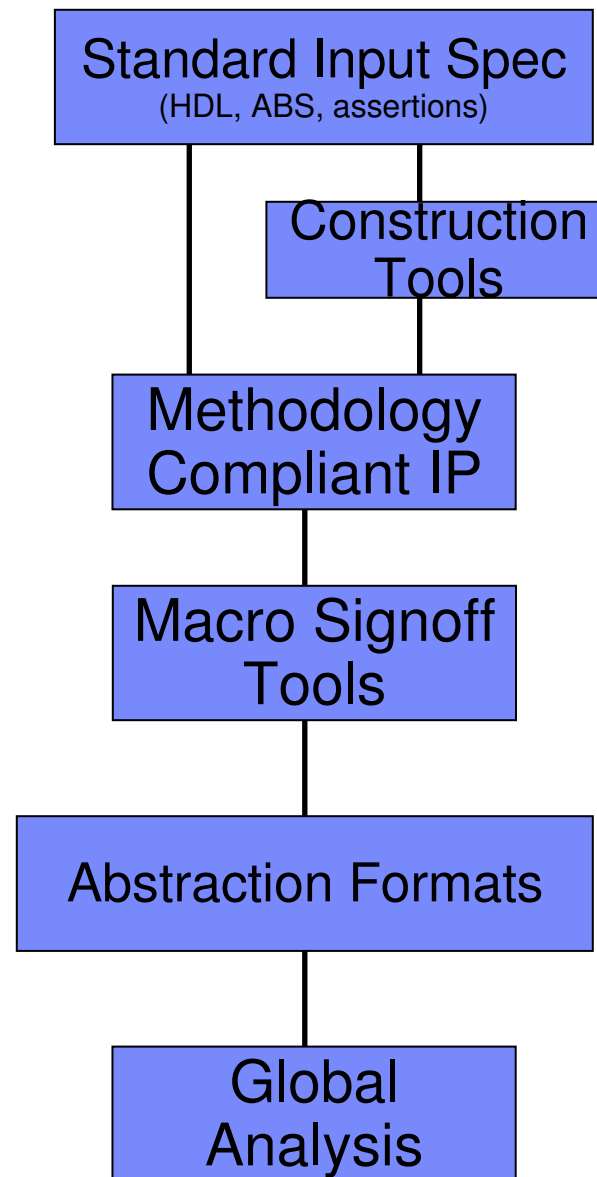 Standard Input Spec
(HDL, ABS, assertions)
Construction
Tools
Methodology
Compliant IP
Macro Signoff
Tools
Abstraction Formats
Global
Analysis